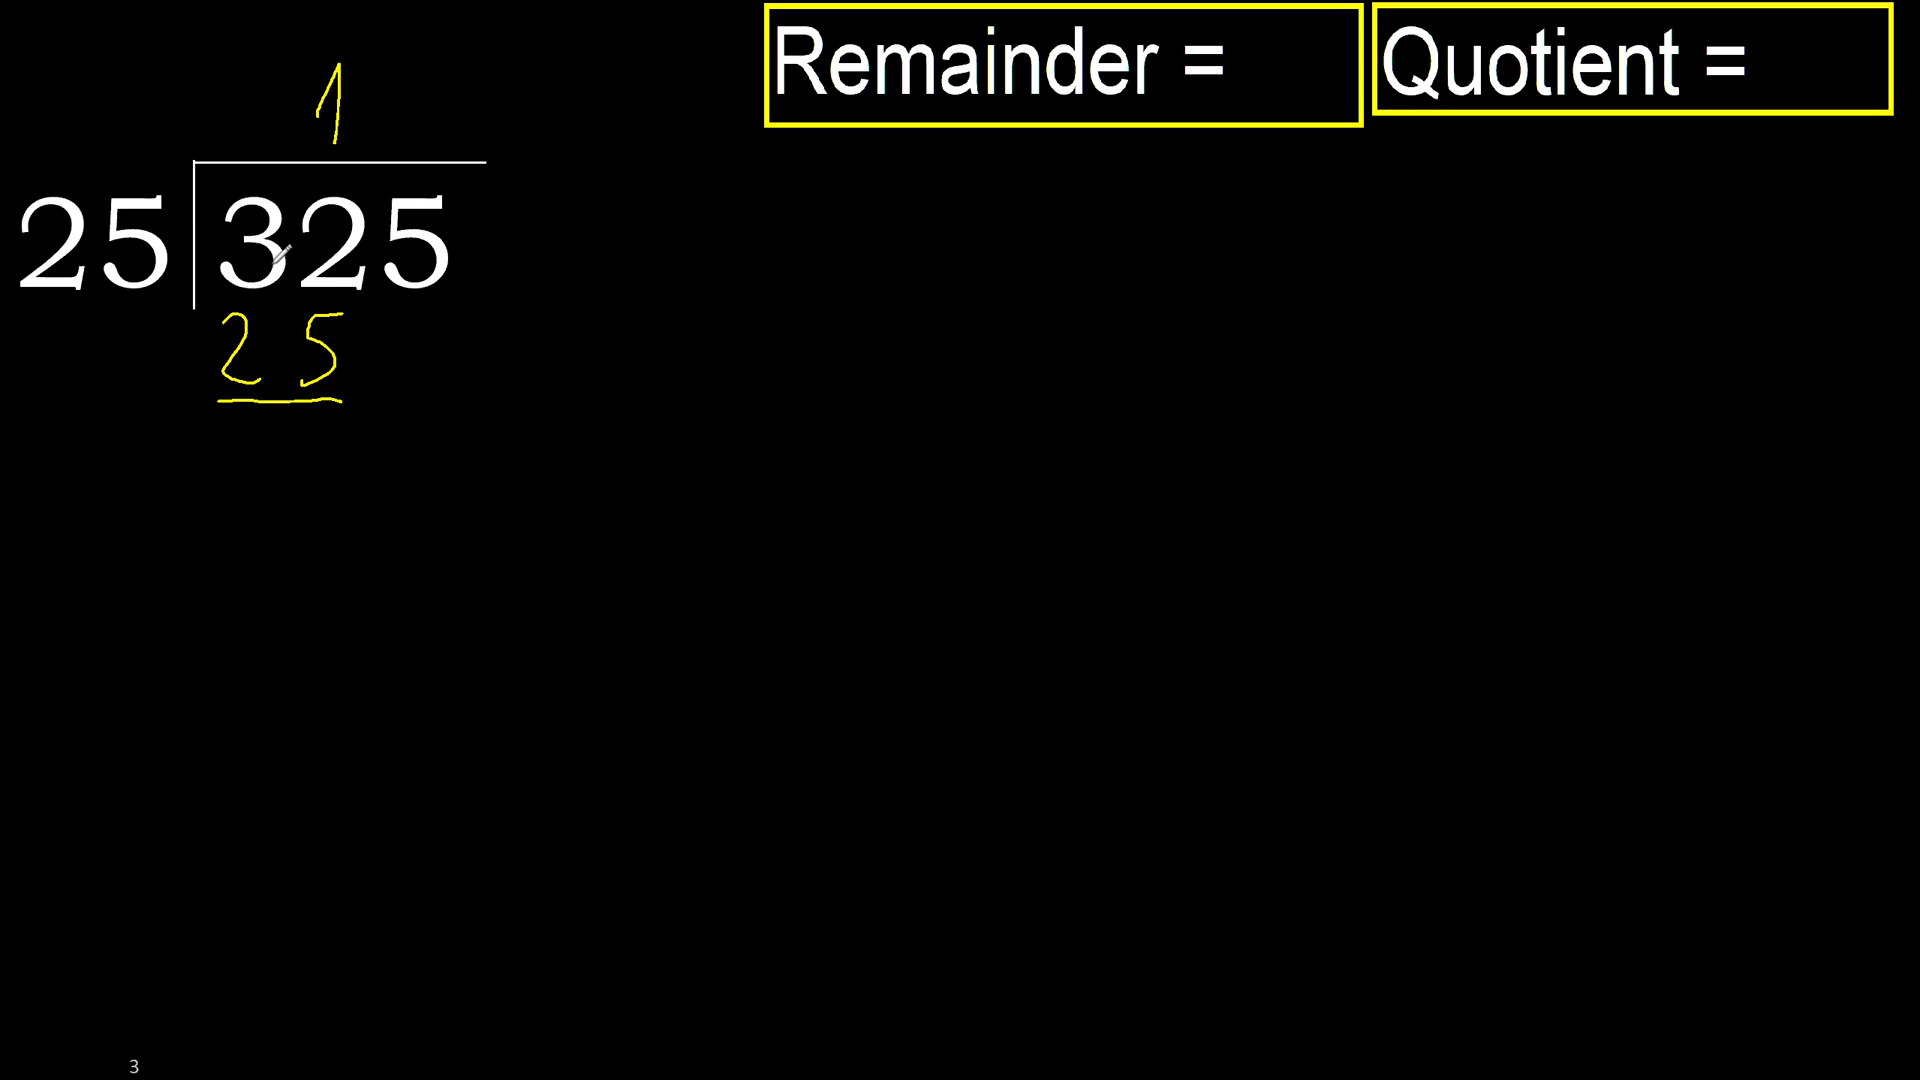 Remainder =
Quotient =
1
25 325
25
3